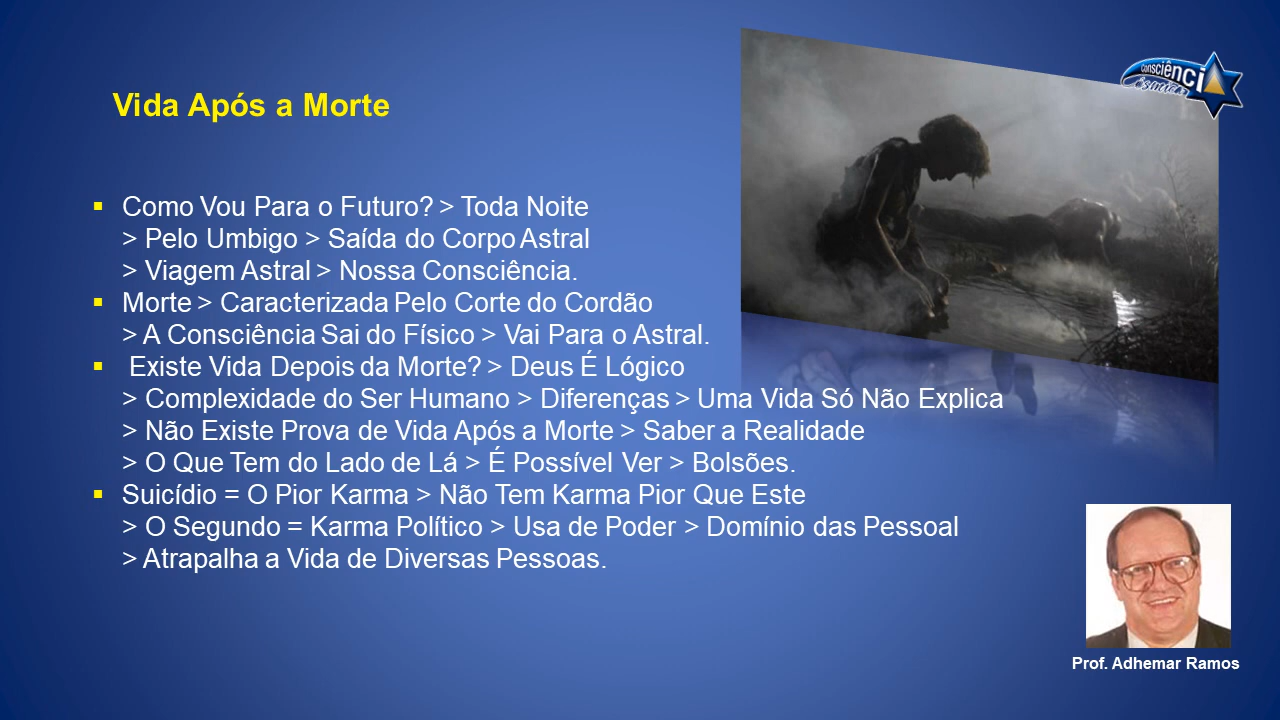 Vida Após a Morte
Consciênci
Cósmica
Como Vou Para o Futuro? > Toda Noite
> Pelo Umbigo > Saída do Corpo Astral
> Viagem Astral > Nossa Consciência.
Morte > Caracterizada Pelo Corte do Cordão
> A Consciência Sai do Físico > Vai Para o Astral.
Existe Vida Depois da Morte? > Deus É Lógico
> Complexidade do Ser Humano > Diferenças > Uma Vida Só Não Explica
> Não Existe Prova de Vida Após a Morte > Saber a Realidade
> O Que Tem do Lado de Lá > É Possível Ver > Bolsões.
Suicídio = O Pior Karma > Não Tem Karma Pior Que Este
> O Segundo = Karma Político > Usa de Poder > Domínio das Pessoal
> Atrapalha a Vida de Diversas Pessoas.
Prof. Adhemar Ramos